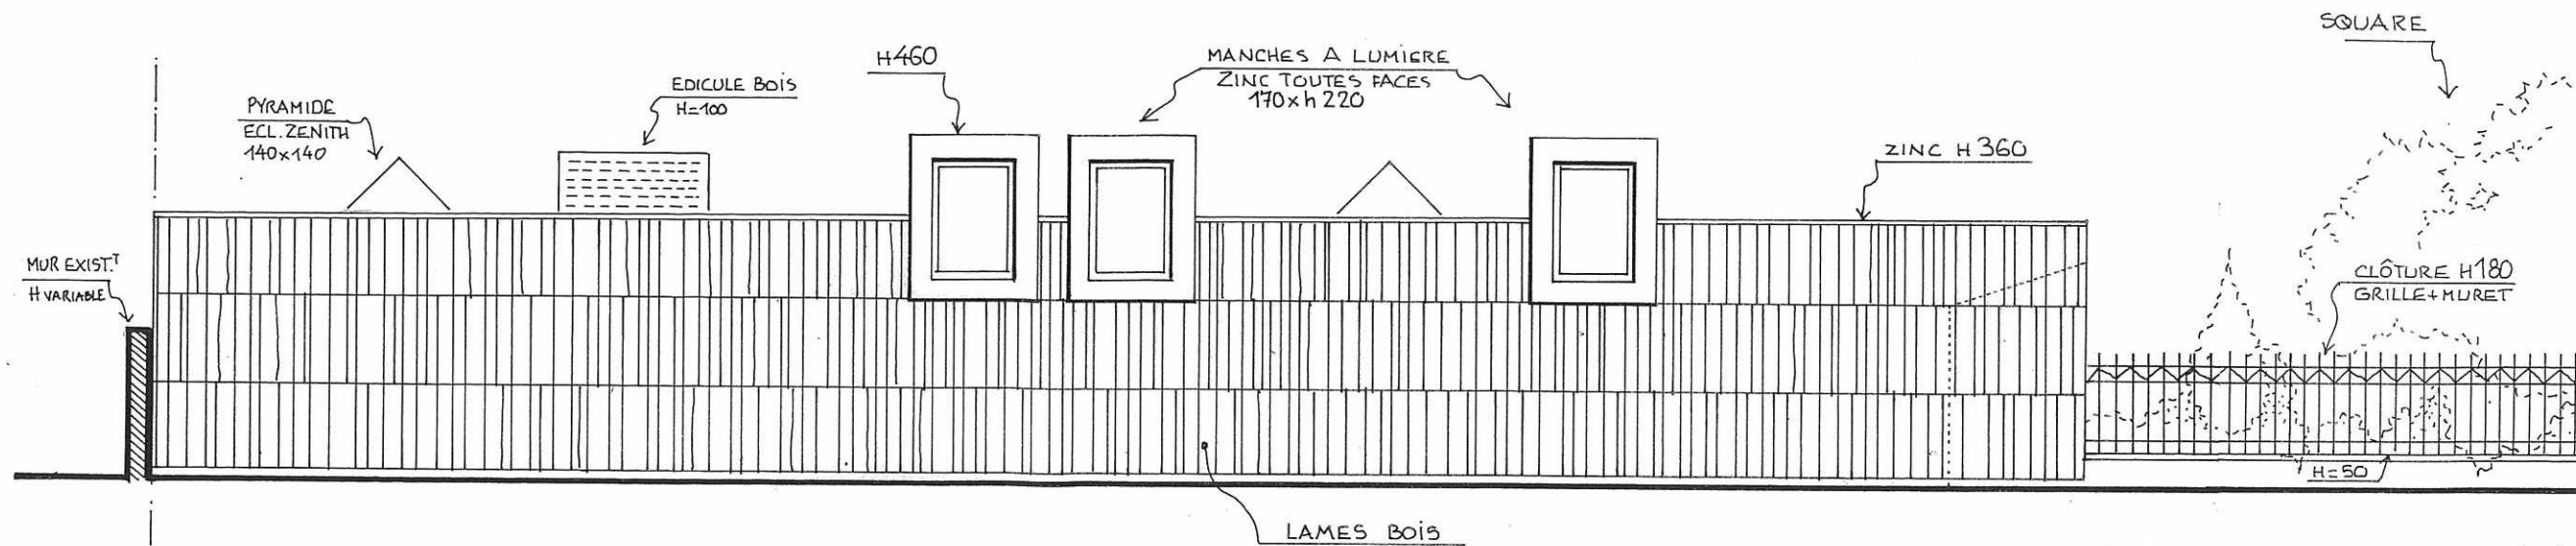 SQUARE
H460
MANCHES A LUMIERE
ZINC TOUTES FACES
170xh 220
EDICULE BOIS
H=100
PYRAMIDE
ECL. ZENITH
140x140
ZINC H 360
MUR EXIST.T
H VARIABLE
CLÔTURE H180
GRILLE+MURET
H=50
LAMES BOIS